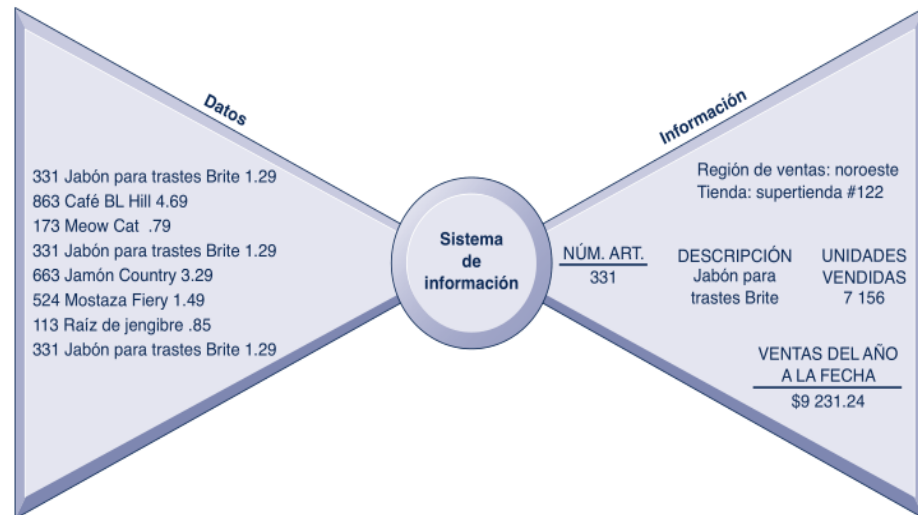 Datos
331 Jabón para trastes Brite 1.29
863 Café BL Hill 4.69
173 Meow Cat .79
331 Jabón para trastes Brite 1.29
663 Jamón Country 3.29
524 Mostaza Fiery 1.49
113 Raíz de jengibre .85
331 Jabón para trastes Brite 1.29
Sistema
de
información
Información
Región de ventas: noroeste
Tienda: supertienda #122
NÚM. ART.
331
DESCRIPCIÓN
Jabón para
trastes Brite
UNIDADES
VENDIDAS
7 156
VENTAS DEL AÑO
A LA FECHA
$9 231.24